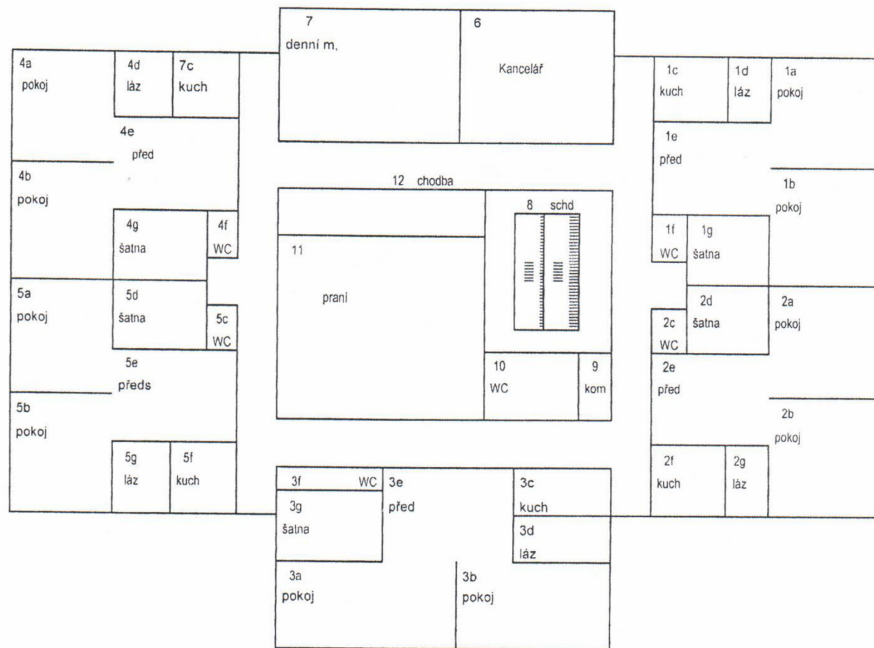 7
denní m,
6
Kancelář
4a
pokoj
4d
láz
7c
kuch
4e
před
4b
pokoj
4g
šatna
4f
WC
5a
pokoj
5d
šatna
5c
WC
5e
předs
5b
pokoj
5g
láz
5f
kuch
12 chodba
8 schd
11
praní
10
WC
9
kom
1c
kuch
1d
láz
1a
pokoj
1e
před
1b
pokoj
1f
WC
1g
šatna
2d
šatna
2a
pokoj
2c
WC
2e
před
2b
pokoj
2f
kuch
2g
láz
3f WC
3e
před
3c
kuch
3g
šatna
3d
láz
3a
pokoj
3b
pokoj